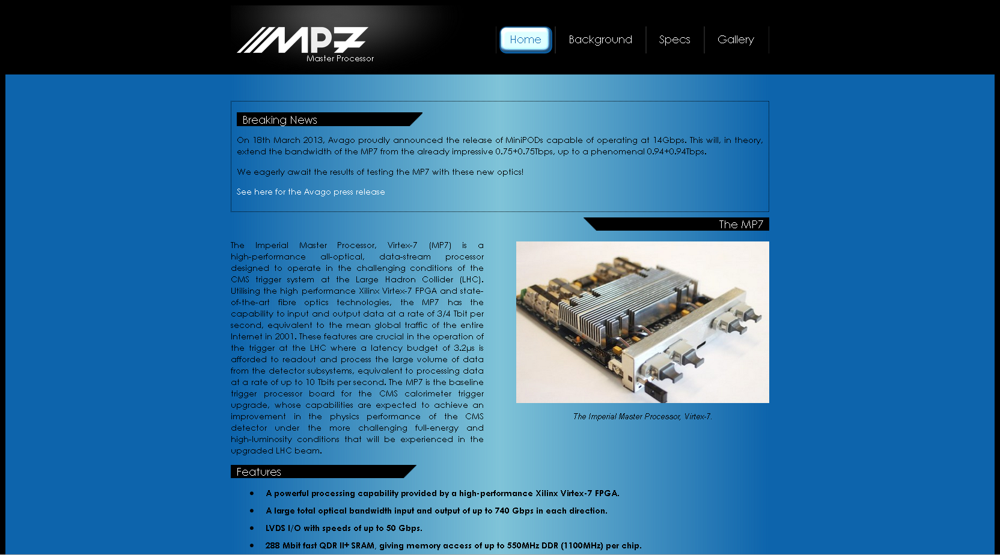 MP7
Master Processor
Home
Background
Specs
Gallery
Breaking News
On 18th March 2013, Avago proudly announced the release of MiniPODs capable of operating at 14Gbps. This will, in theory,
extend the bandwidth of the MP7 from the already impressive 0.75+0.75Tbps, up to a phenomenal 0.94+0.94Tbps.
We eagerly await the results of testing the MP7 with these new optics!
See here for the Avago press release
The MP7
The Imperial Master Processor, Virtex-7 (MP7) is a
high-performance all-optical, data-stream processor
designed to operate in the challenging conditions of the
CMS trigger system at the Large Hadron Collider (LHC).
Utilising the high performance Xilinx Virtex-7 FPGA and state-
of-the-art fibre optics technologies, the MP7 has the
capability to input and output data at a rate of 3/4 Tbit per
second, equivalent to the mean global traffic of the entire
Internet in 2001. These features are crucial in the operation of
the trigger at the LHC where a latency budget of 3.2µs is
afforded to readout and process the large volume of data
from the detector subsystems, equivalent to processing data
at a rate of up to 10 Tbits per second. The MP7 is the baseline
trigger processor board for the CMS calorimeter trigger
upgrade, whose capabilities are expected to achieve an
improvement in the physics performance of the CMS
detector under the more challenging full-energy and
high-luminosity conditions that will be experienced in the
upgraded LHC beam.
The Imperial Master Processor, Virtex-7.
Features
• A powerful processing capability provided by a high-performance Xilinx Virtex-7 FPGA.
• A large total optical bandwidth input and output of up to 740 Gbps in each direction.
• LVDS I/O with speeds of up to 50 Gbps.
• 288 Mbit fast QDR II+ SRAM, giving memory access of up to 550MHz DDR (1100MHz) per chip.